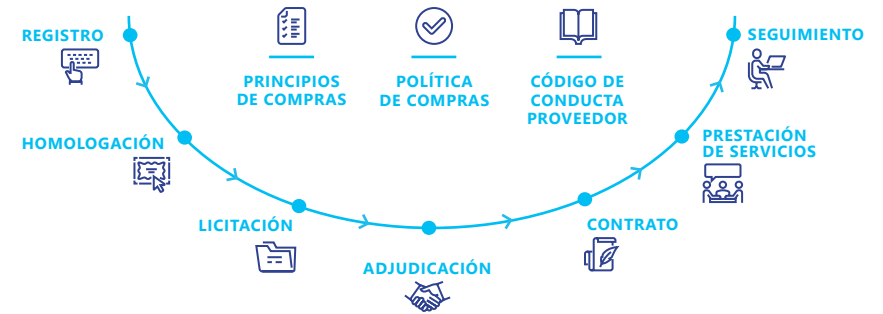 REGISTRO
SEGUIMIENTO
PRINCIPIOS
DE COMPRAS
POLÍTICA
DE COMPRAS
CÓDIGO DE
CONDUCTA
PROVEEDOR
HOMOLOGACIÓN
PRESTACIÓN
DE SERVICIOS
LICITACIÓN
CONTRATO
ADJUDICACIÓN